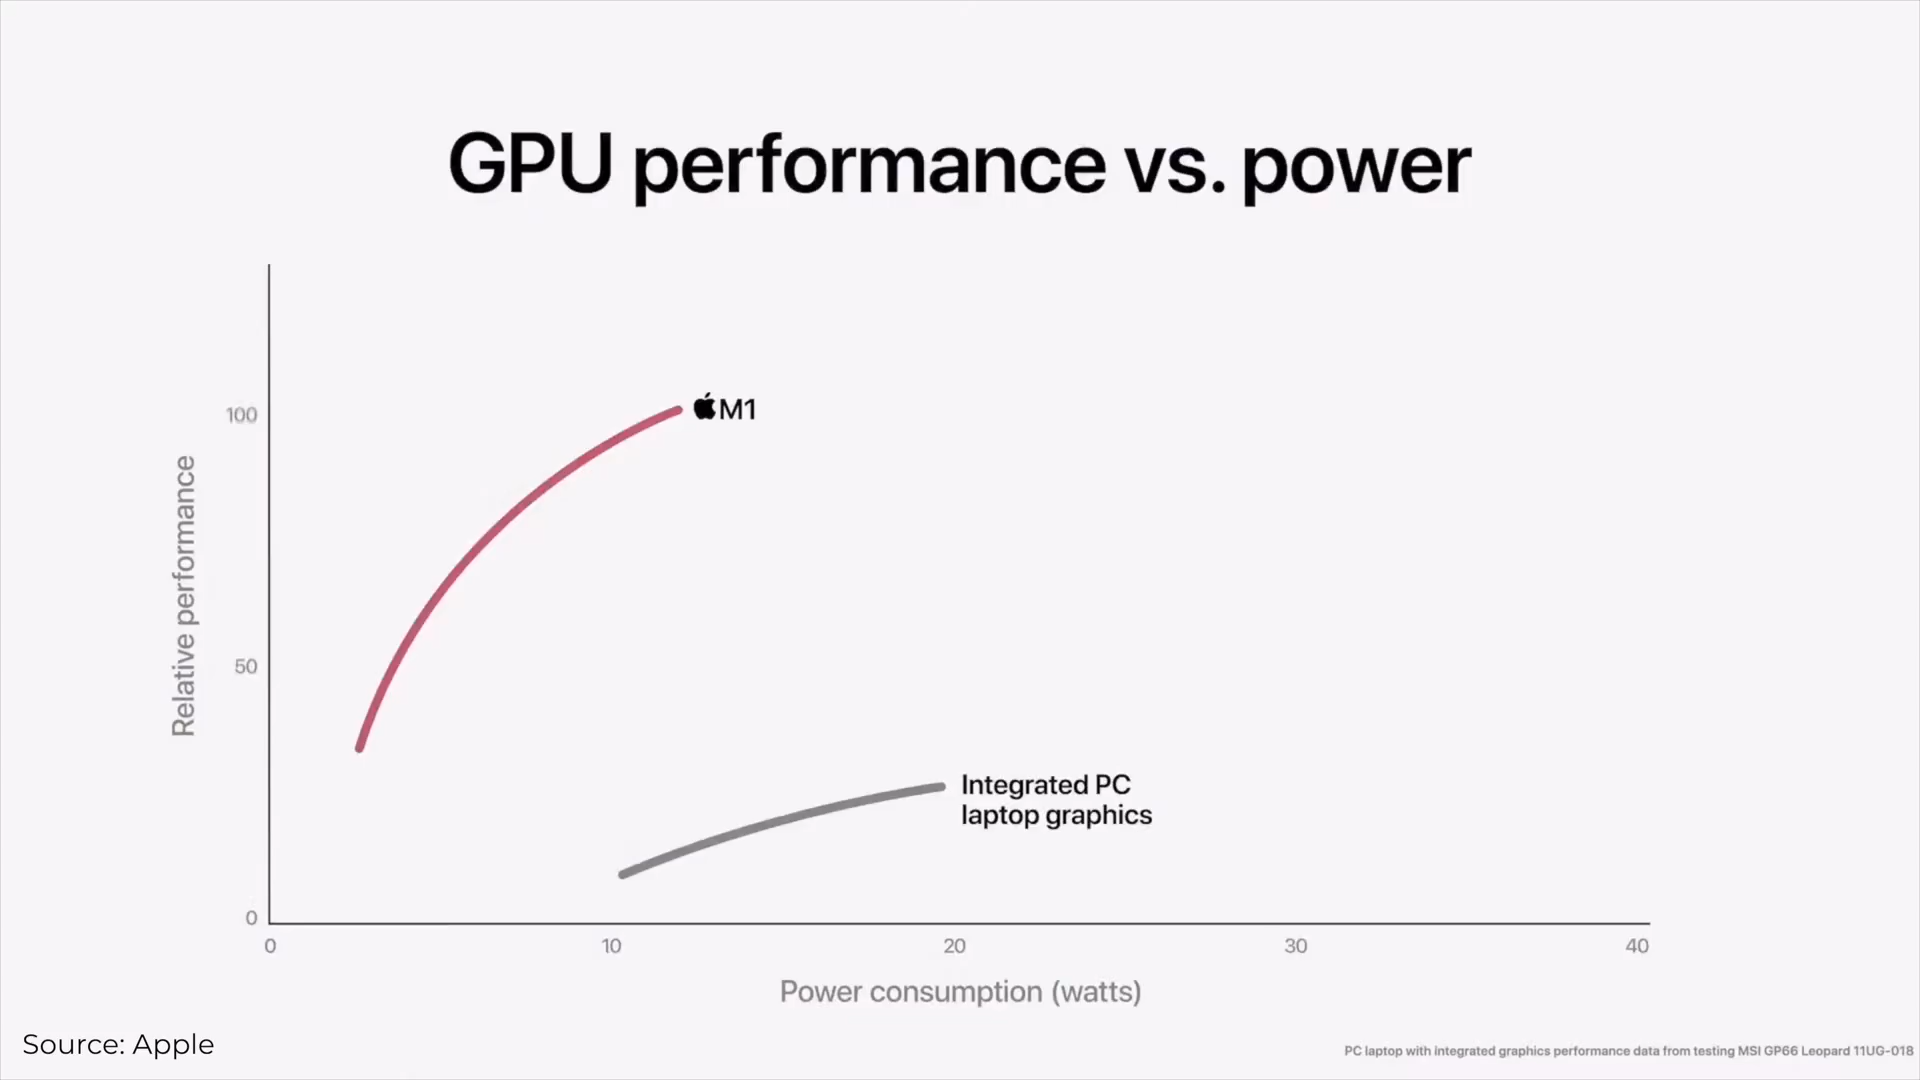 GPU performance vs. power
100
50
0
Relative performance
M1
Integrated PC
laptop graphics
0
10
20
30
40
Power consumption (watts)
Source: Apple
PC laptop with integrated graphics performance data from testing MSI GP66 Leopard 11UG-018